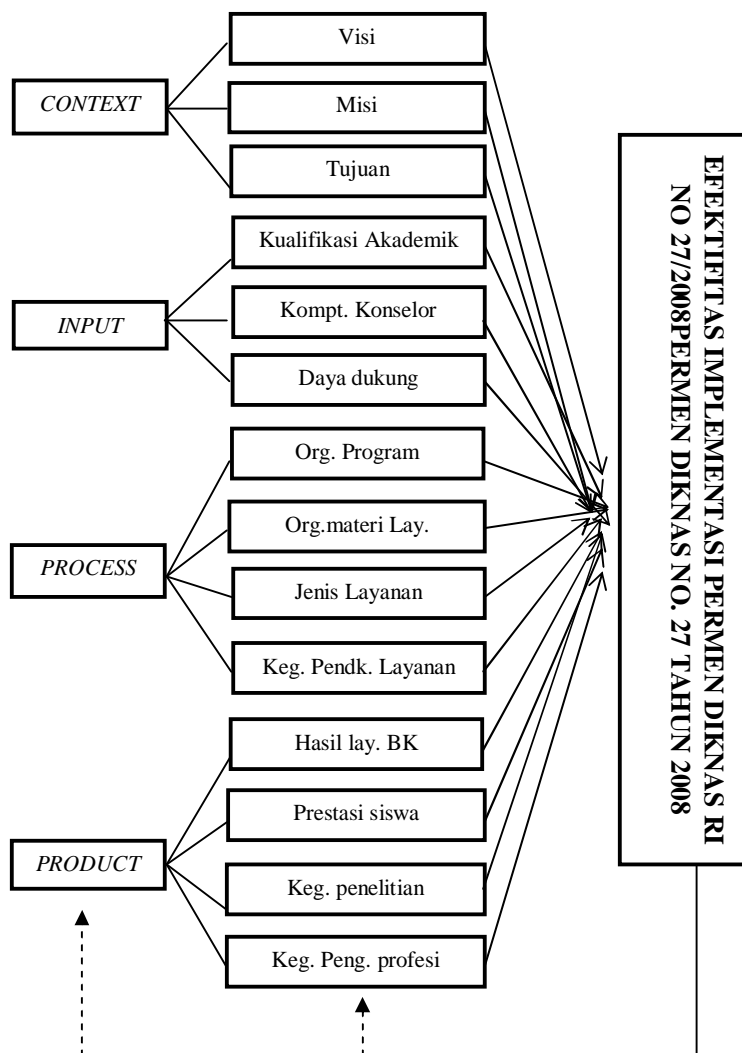 CONTEXT
Visi
Misi
Tujuan
INPUT
Kualifikasi Akademik
Kompt. Konselor
Daya dukung
PROCESS
Org. Program
Org.materi Lay.
Jenis Layanan
Keg. Pendk. Layanan
PRODUCT
Hasil lay. BK
Prestasi siswa
Keg. penelitian
Keg. Peng. profesi
EFEKTIFITAS IMPLEMENTASI PERMEN DIKNAS RI
NO 27/2008PERMEN DIKNAS NO. 27 TAHUN 2008